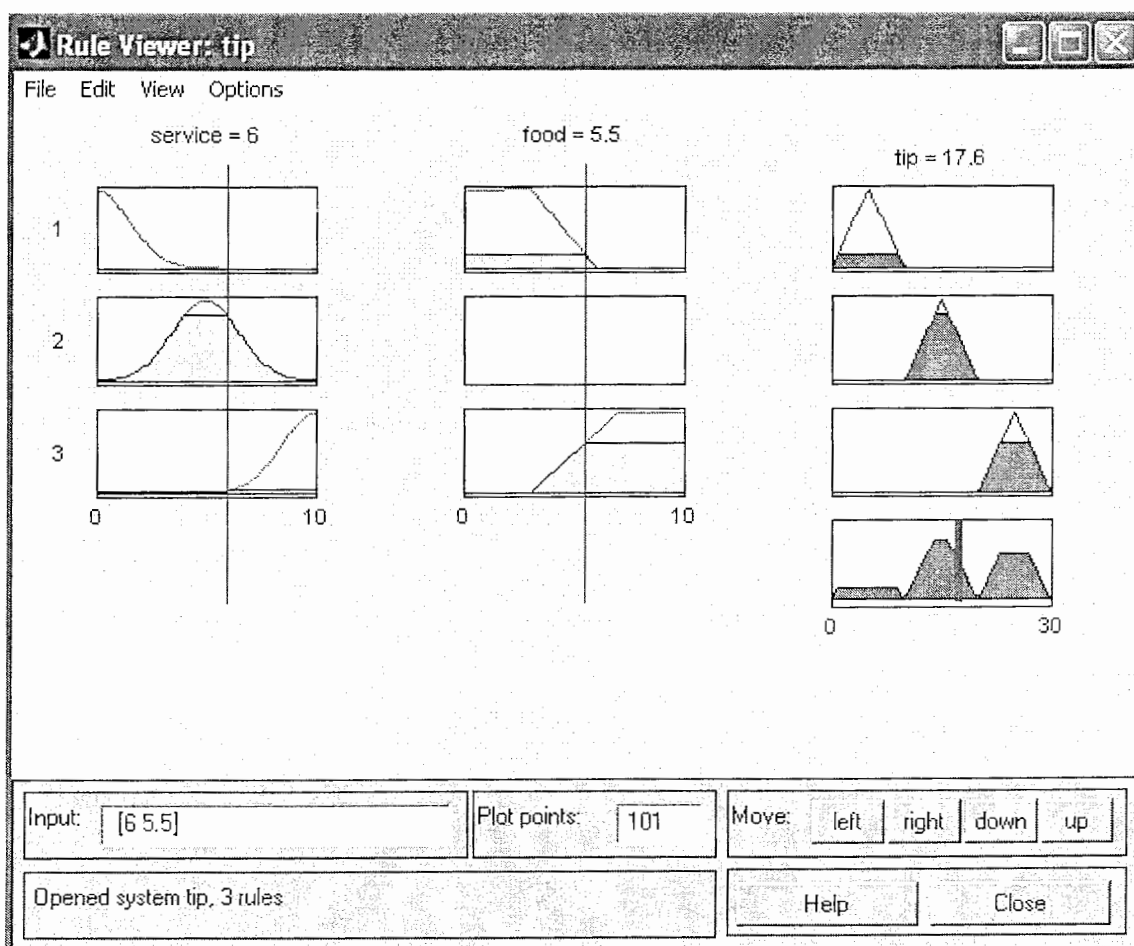 Rule Viewer: tip
File Edit View Options
service = 6
food = 5.5
tip = 17.6
1
2
3
0
10
0
10
0
30
Input:
[6 5.5]
Plot points:
101
Move:
left
right
down
up
Opened system tip, 3 rules
Help
Close